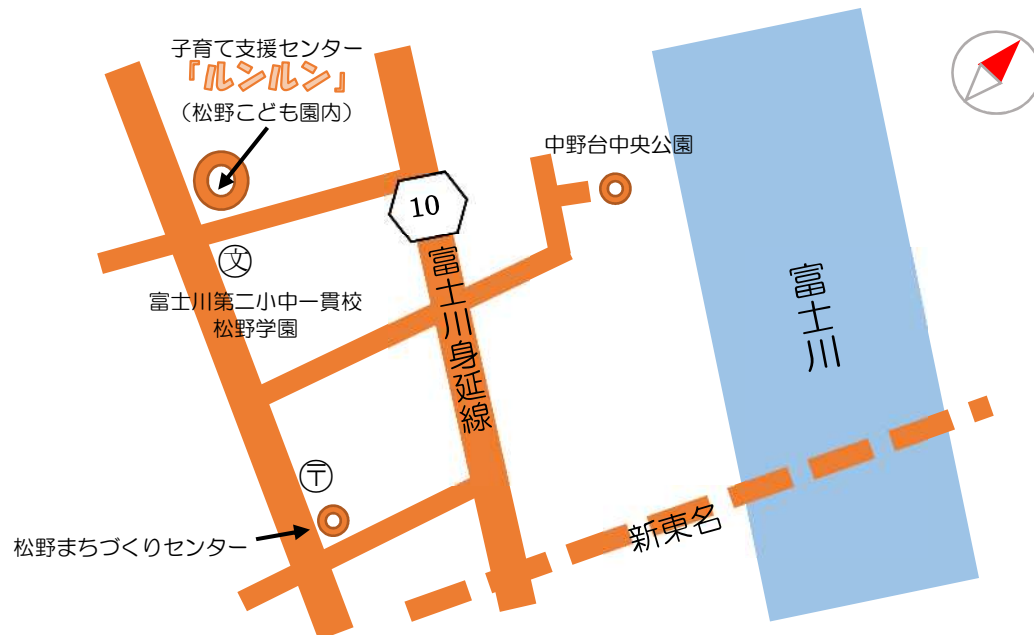 子育て支援センター
「ルンルン」
（松野こども園内）
中野台中央公園
10
文
富士川第二小中一貫校
松野学園
富士川身延線
富士川
〒
松野まちづくりセンター
新東名